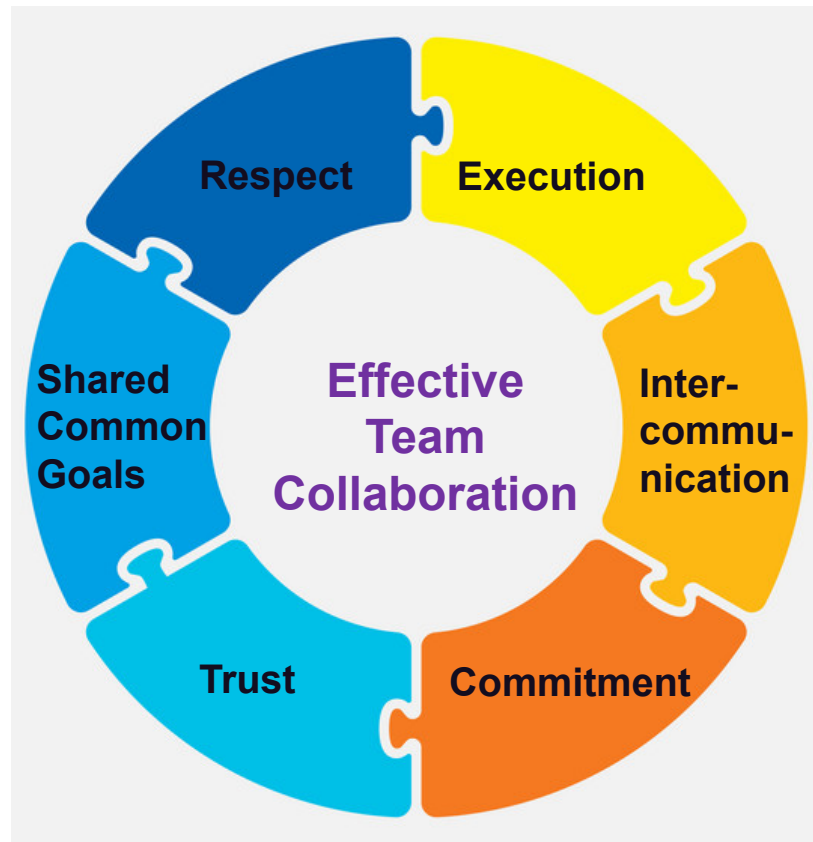 Respect
Execution
Shared
Common
Goals
Effective
Team
Collaboration
Inter-
commu-
nication
Trust
Commitment